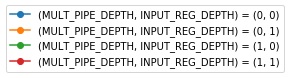 (MULT_PIPE_DEPTH, INPUT_REG_DEPTH) = (0, 0)
(MULT_PIPE_DEPTH, INPUT_REG_DEPTH) = (0, 1)
(MULT_PIPE_DEPTH, INPUT_REG_DEPTH) = (1, 0)
(MULT_PIPE_DEPTH, INPUT_REG_DEPTH) = (1, 1)